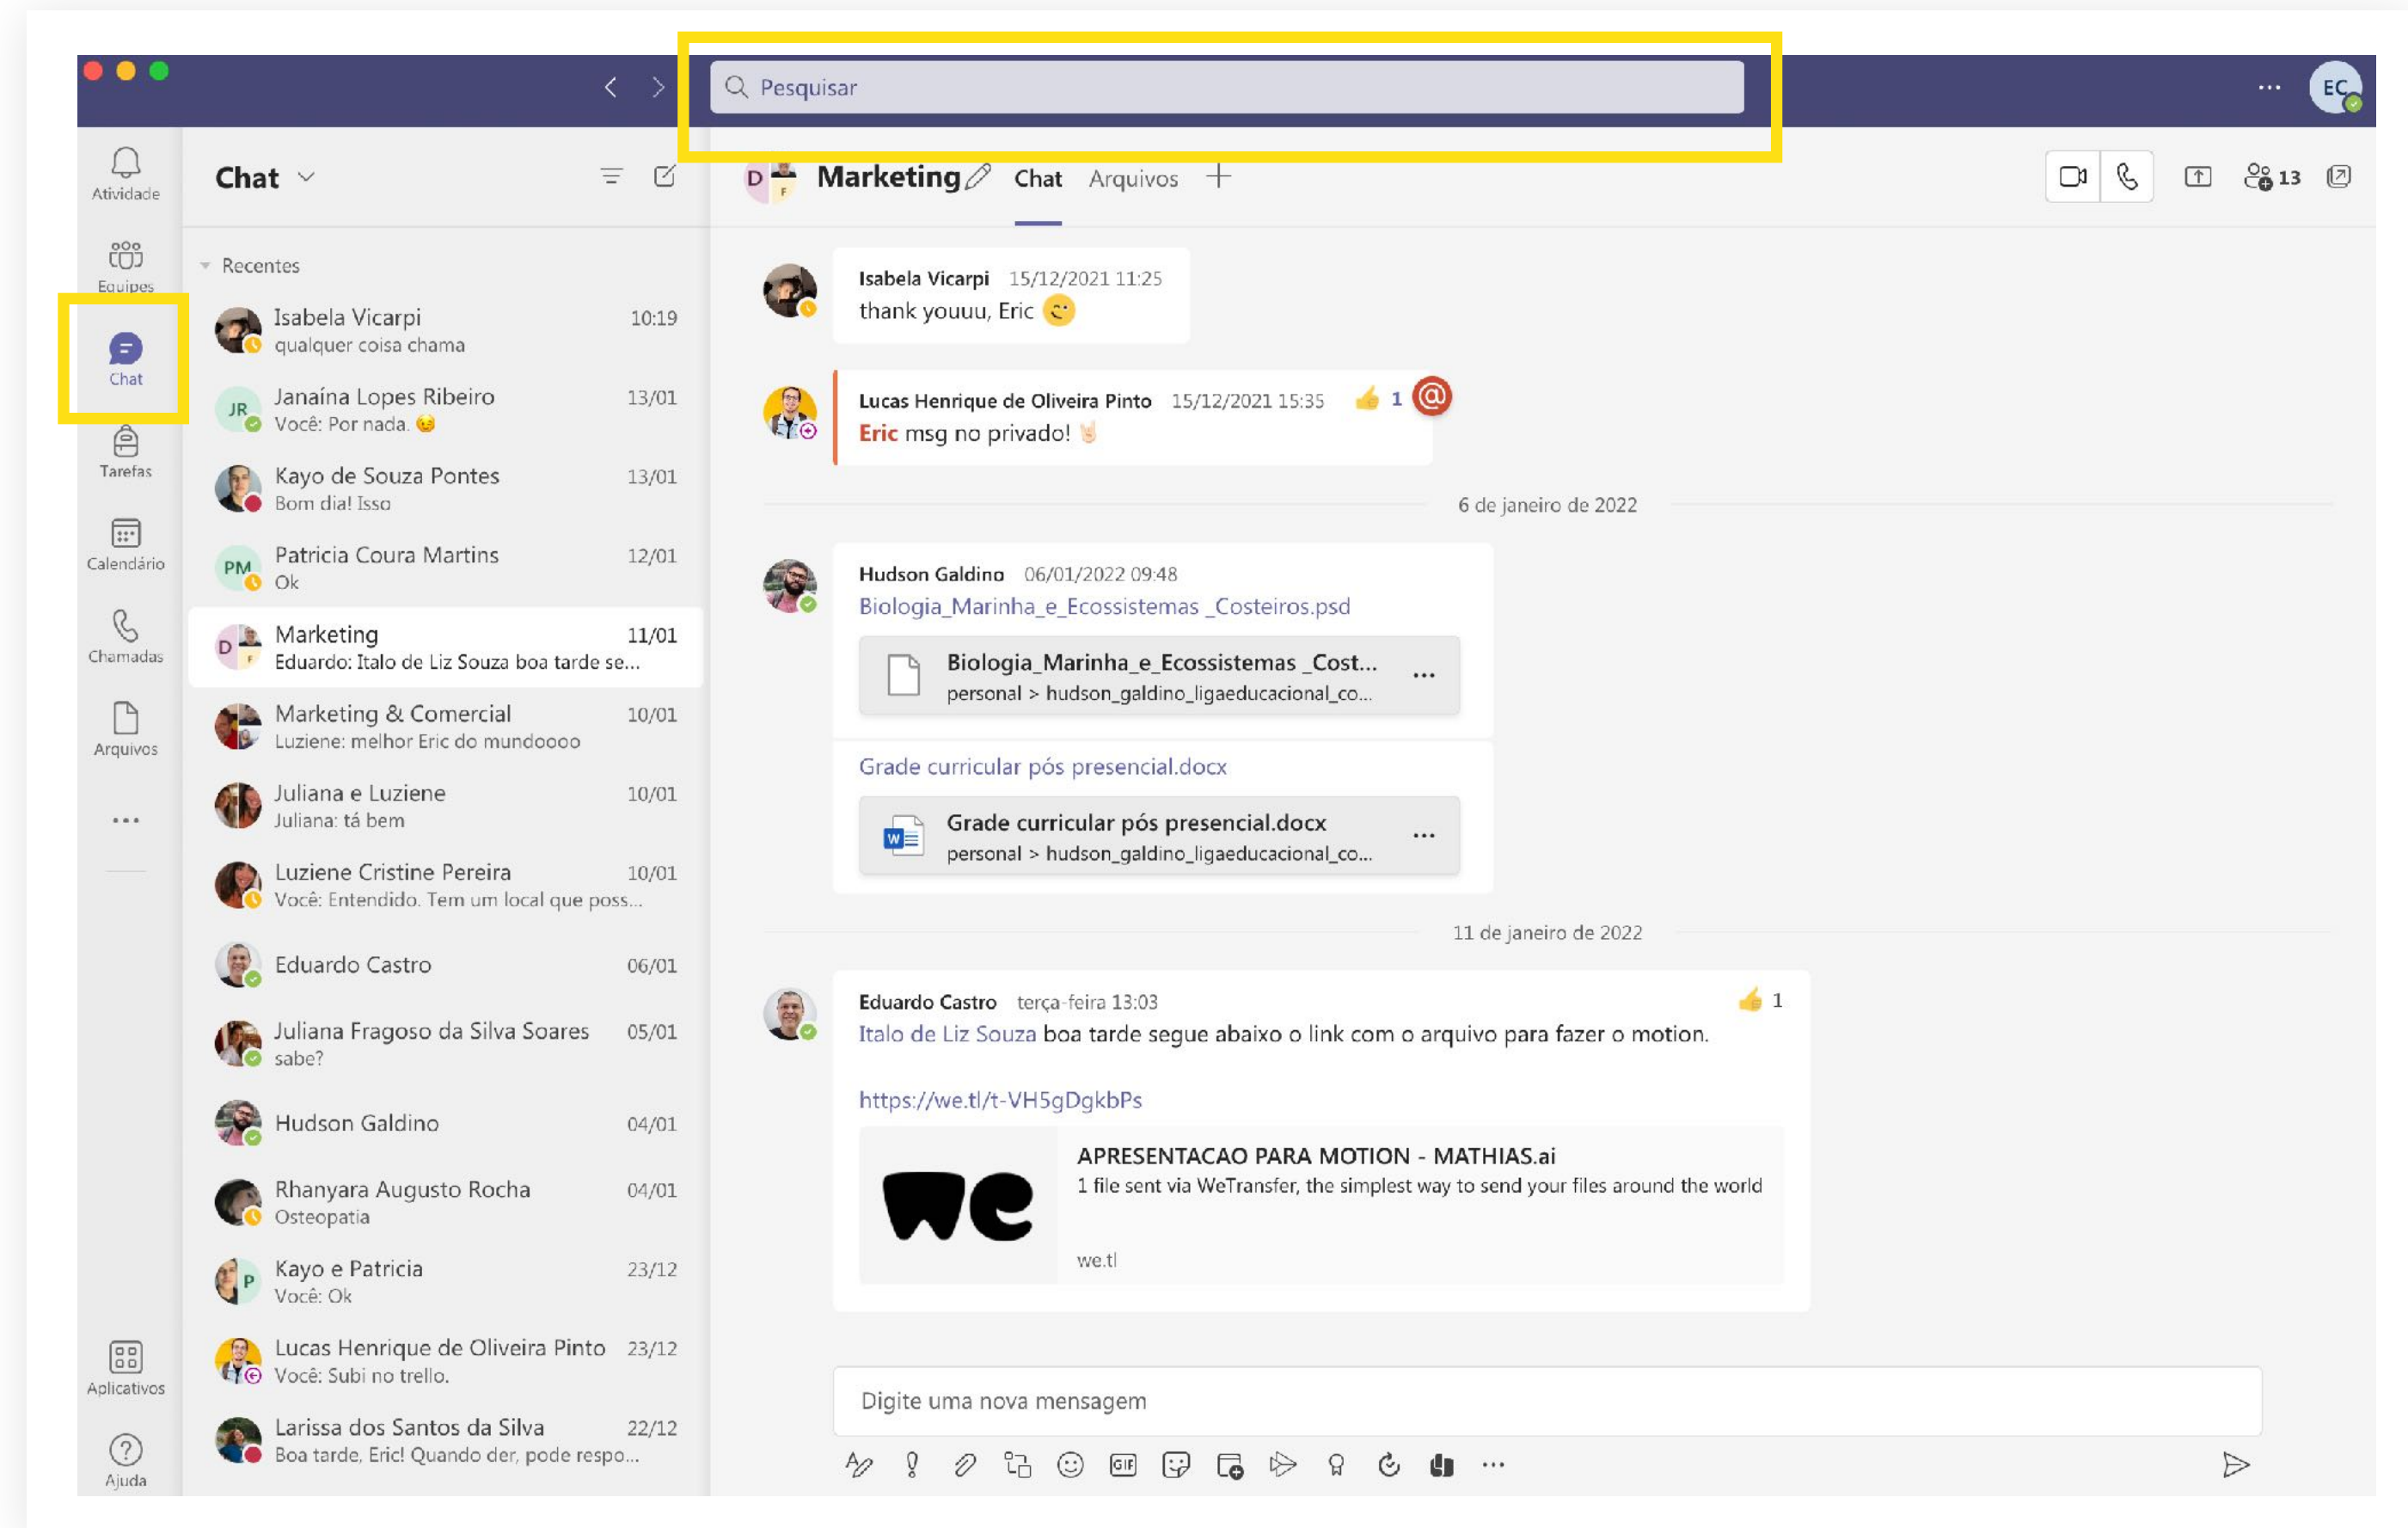 Pesquisar
EC
Atividade
Equipes
Chat
Tarefas
Calendário
Chamadas
Arquivos
Aplicativos
Ajuda
Chat
Recentes
Isabela Vicarpi 10:19
qualquer coisa chama
JR
Janaína Lopes Ribeiro 13/01
Você: Por nada. 😉
Kayo de Souza Pontes 13/01
Bom dia! Isso
PM
Patricia Coura Martins 12/01
Ok
D F
Marketing 11/01
Eduardo: Italo de Liz Souza boa tarde se...
Marketing & Comercial 10/01
Luziene: melhor Eric do mundoooo
Juliana e Luziene 10/01
Juliana: tá bem
Luziene Cristine Pereira 10/01
Você: Entendido. Tem um local que poss...
Eduardo Castro 06/01
Juliana Fragoso da Silva Soares 05/01
sabe?
Hudson Galdino 04/01
Rhanyara Augusto Rocha 04/01
Osteopatia
P
Kayo e Patricia 23/12
Você: Ok
Lucas Henrique de Oliveira Pinto 23/12
Você: Subi no trello.
Larissa dos Santos da Silva 22/12
Boa tarde, Eric! Quando der, pode respo...
D F
Marketing Chat Arquivos
13
Isabela Vicarpi 15/12/2021 11:25
thank youuu, Eric 😉
Lucas Henrique de Oliveira Pinto 15/12/2021 15:35 👍 1 @
Eric msg no privado! 🤘🏻
6 de janeiro de 2022
Hudson Galdino 06/01/2022 09:48
Biologia_Marinha_e_Ecossistemas _Costeiros.psd
Biologia_Marinha_e_Ecossistemas _Cost...
personal > hudson_galdino_ligaeducacional_co...
Grade curricular pós presencial.docx
W
Grade curricular pós presencial.docx
personal > hudson_galdino_ligaeducacional_co...
11 de janeiro de 2022
Eduardo Castro terça-feira 13:03 👍 1
Italo de Liz Souza boa tarde segue abaixo o link com o arquivo para fazer o motion.
https://we.tl/t-VH5gDgkbPs
we
APRESENTACAO PARA MOTION - MATHIAS.ai
1 file sent via WeTransfer, the simplest way to send your files around the world
we.tl
Digite uma nova mensagem
GIF